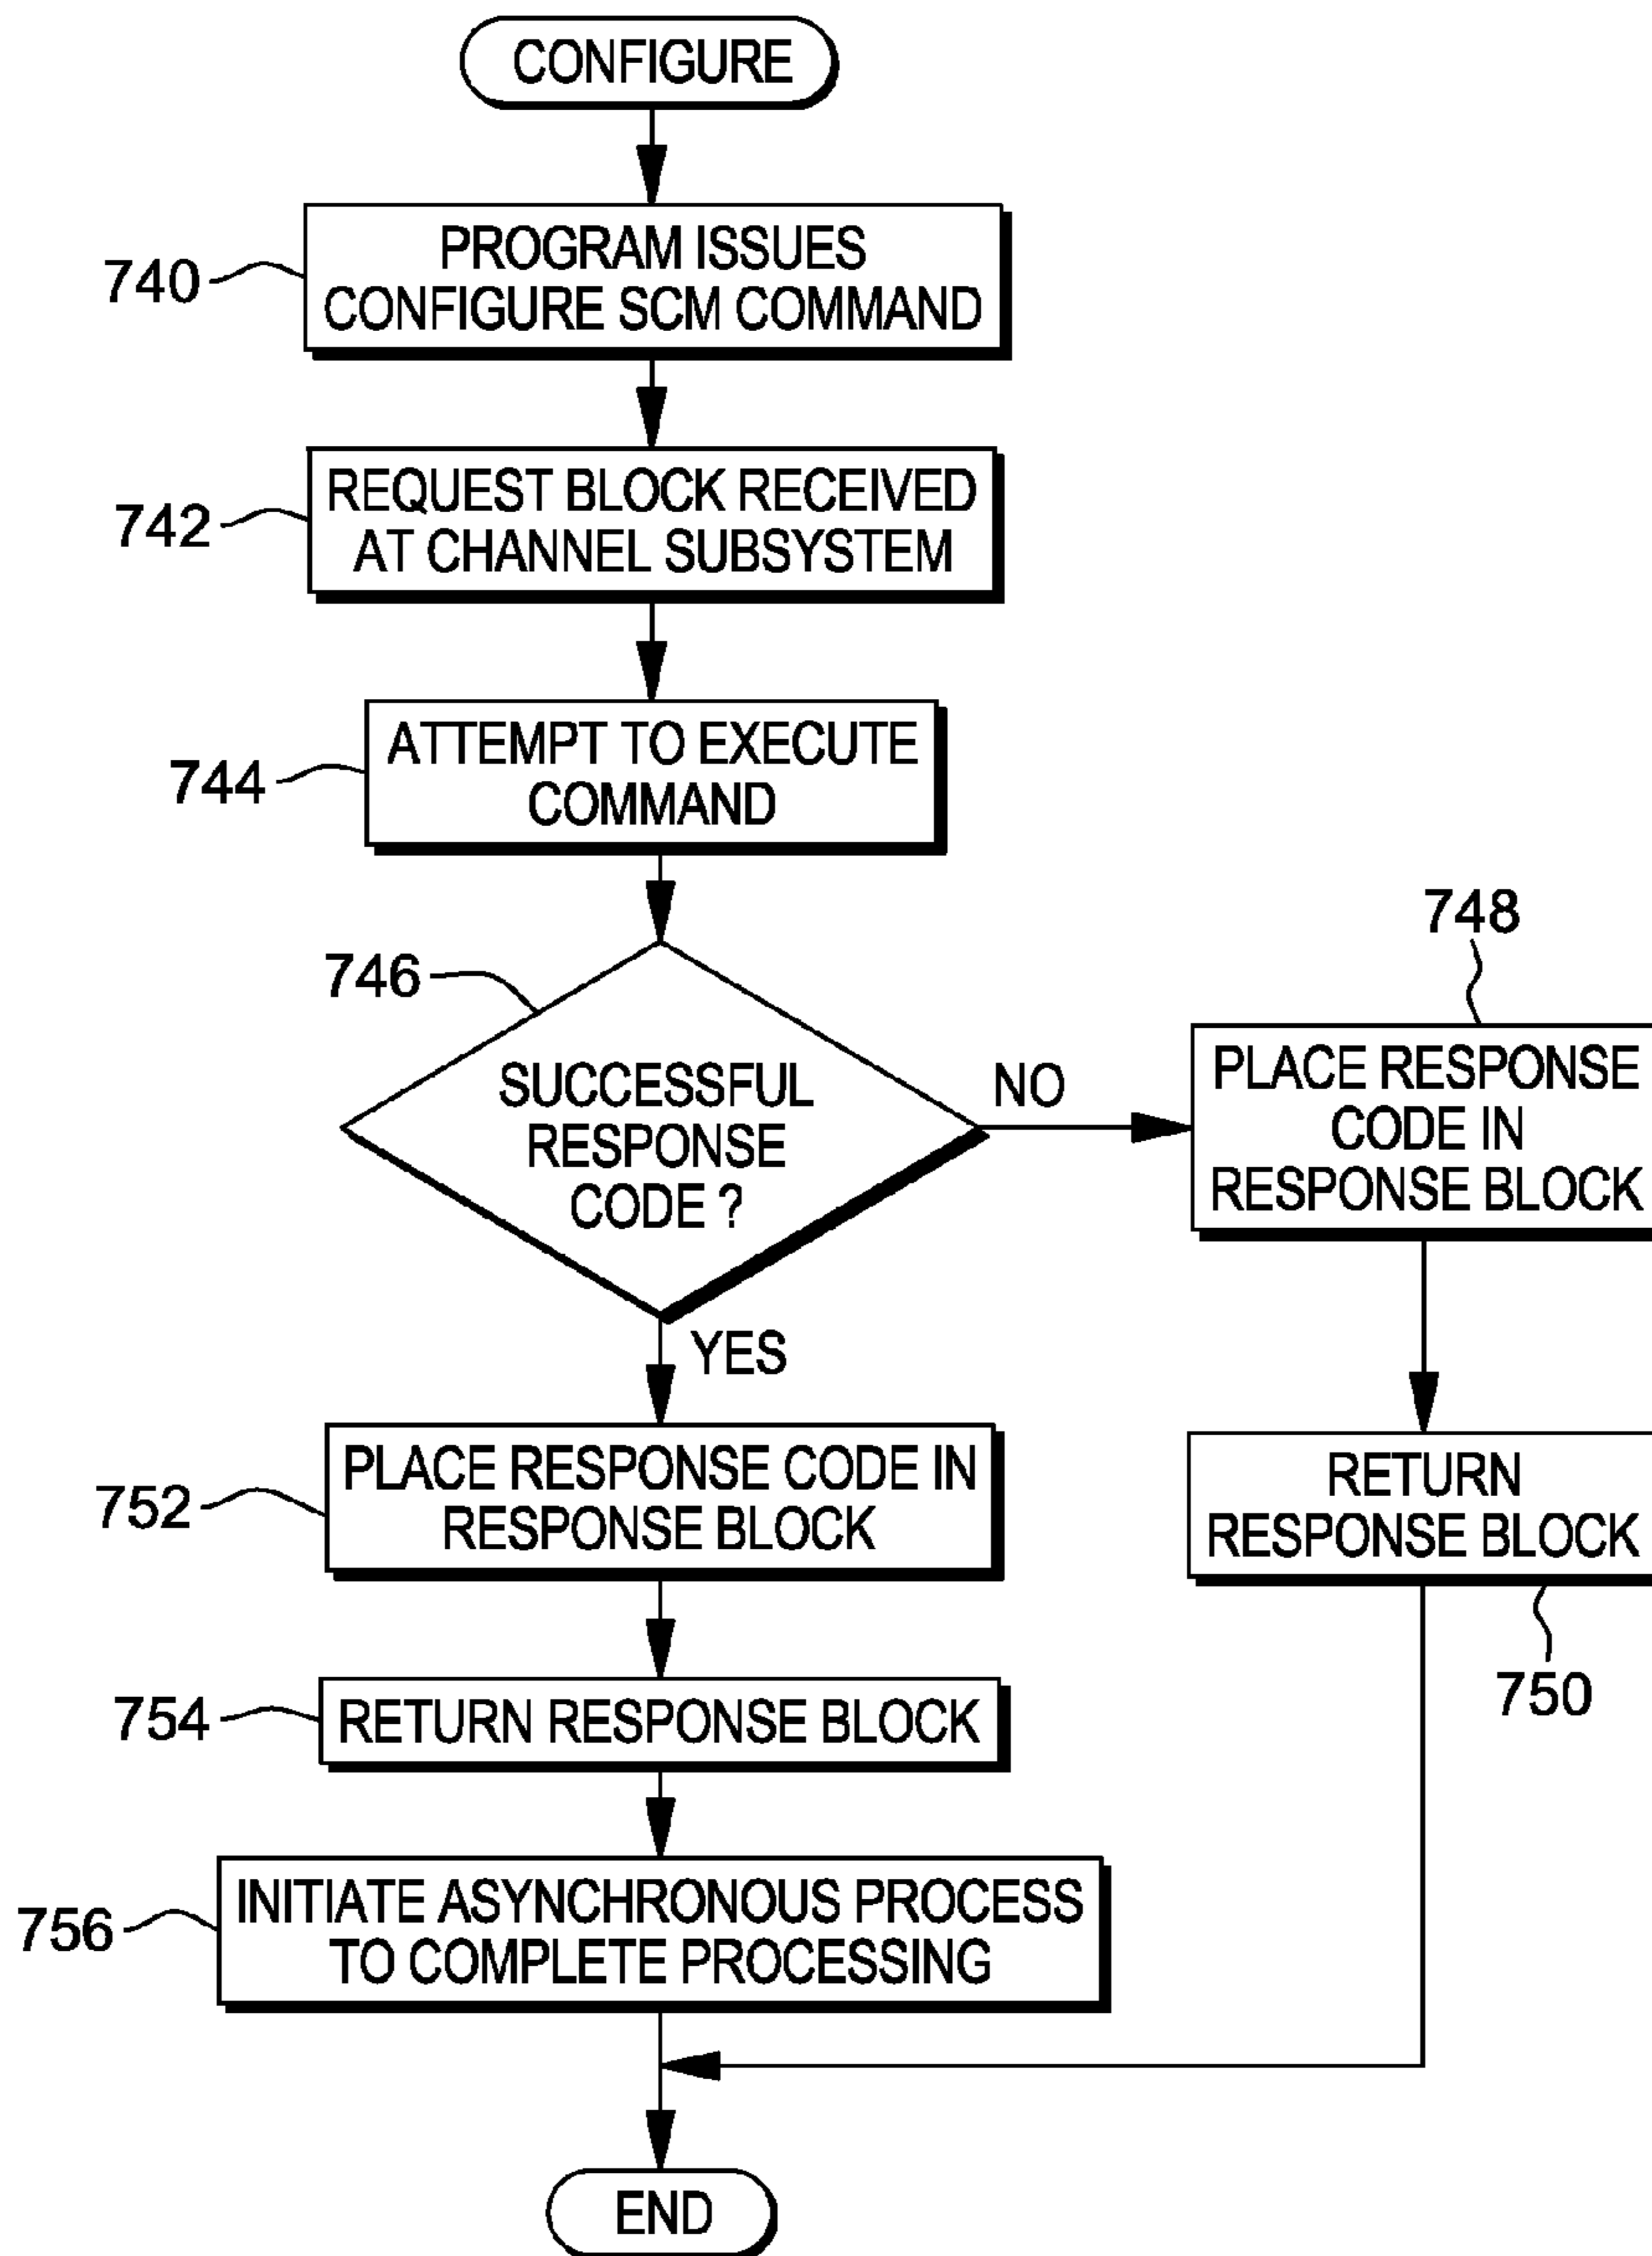 CONFIGURE
740
PROGRAM ISSUES
CONFIGURE SCM COMMAND
742
REQUEST BLOCK RECEIVED
AT CHANNEL SUBSYSTEM
744
ATTEMPT TO EXECUTE
COMMAND
746
SUCCESSFUL
RESPONSE
CODE ?
NO
748
PLACE RESPONSE
CODE IN
RESPONSE BLOCK
RETURN
RESPONSE BLOCK
750
YES
752
PLACE RESPONSE CODE IN
RESPONSE BLOCK
754
RETURN RESPONSE BLOCK
756
INITIATE ASYNCHRONOUS PROCESS
TO COMPLETE PROCESSING
END